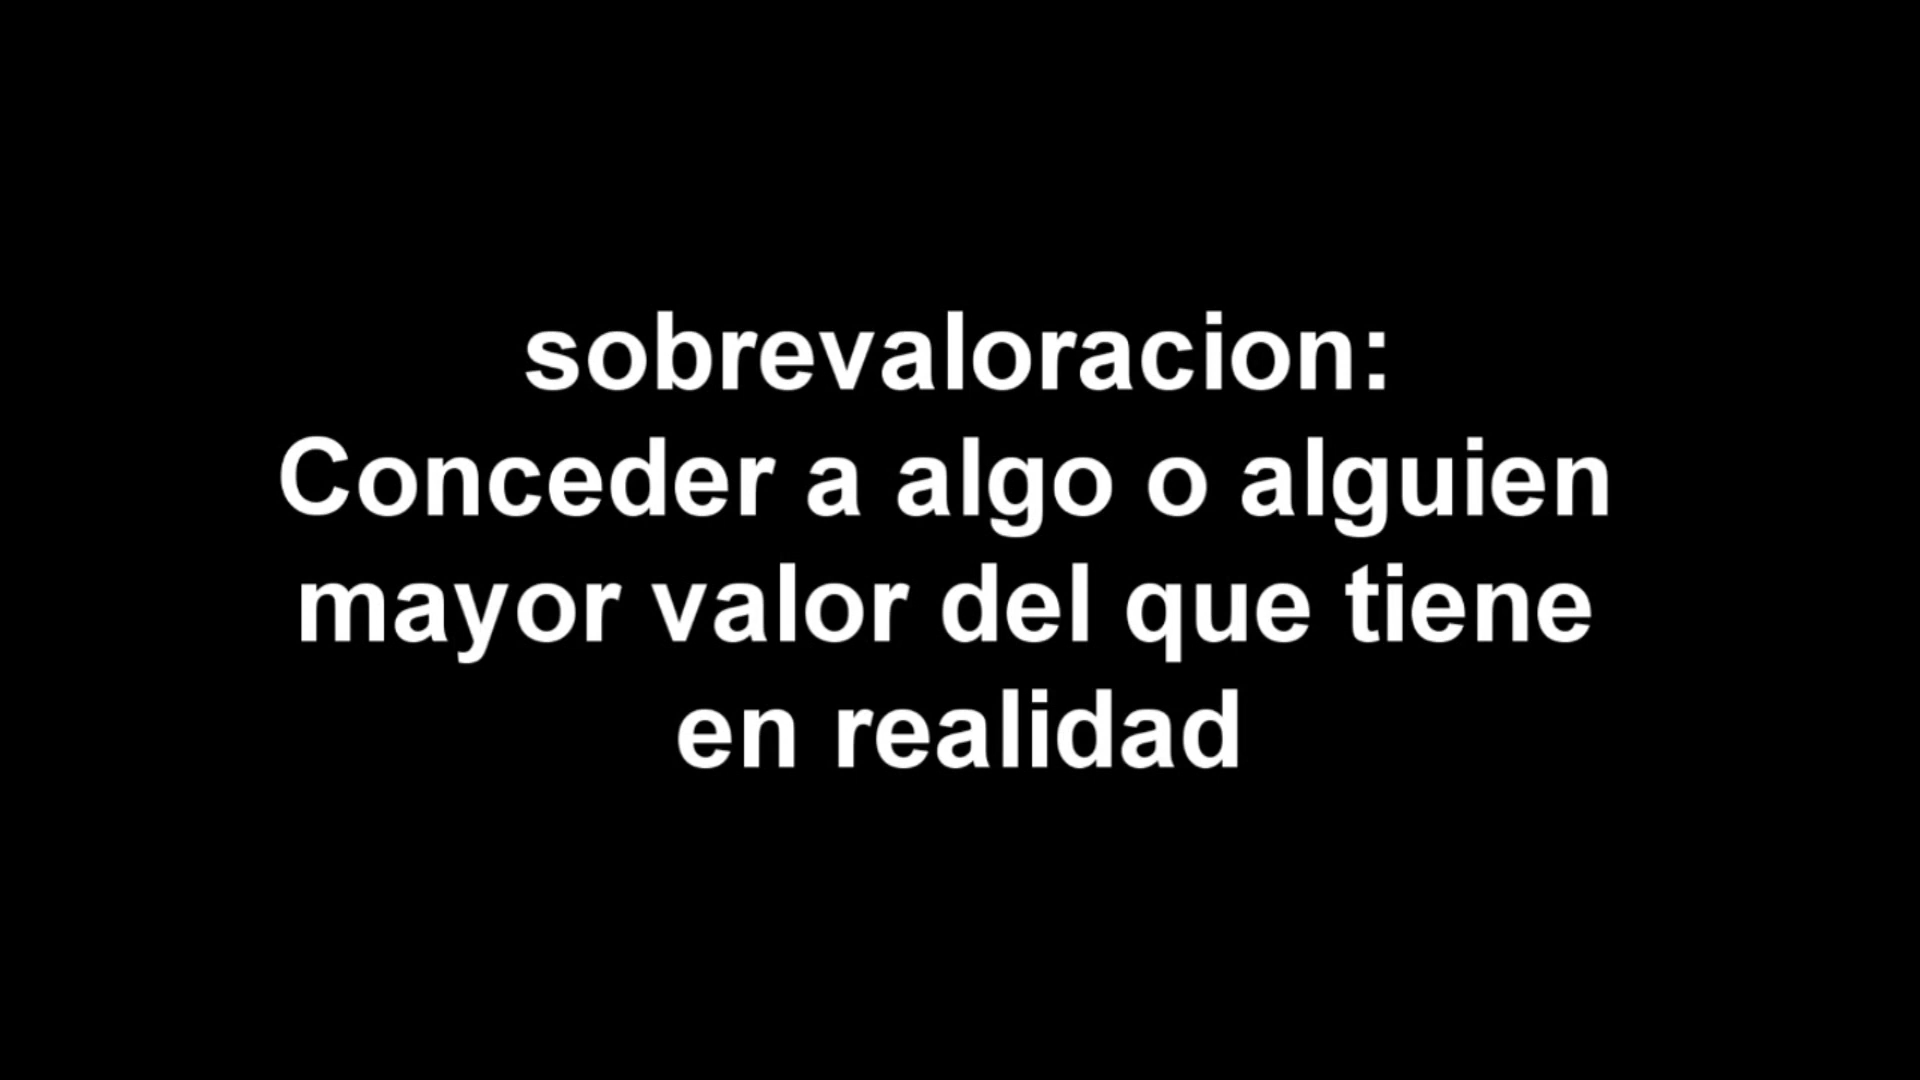 sobrevaloracion:
Conceder a algo o alguien
mayor valor del que tiene
en realidad